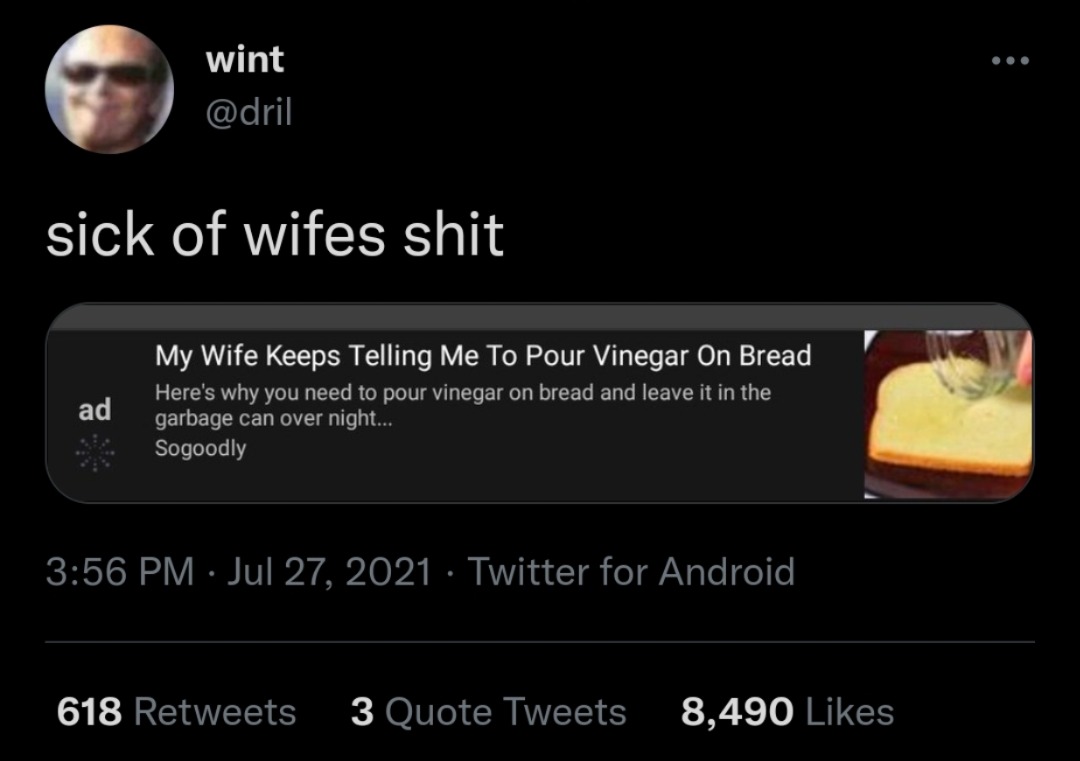 wint
@dril
sick of wifes shit
My Wife Keeps Telling Me To Pour Vinegar On Bread
Here's why you need to pour vinegar on bread and leave it in the
garbage can over night...
ad
Sogoodly
3:56 PM · Jul 27, 2021 · Twitter for Android
618 Retweets 3 Quote Tweets 8,490 Likes